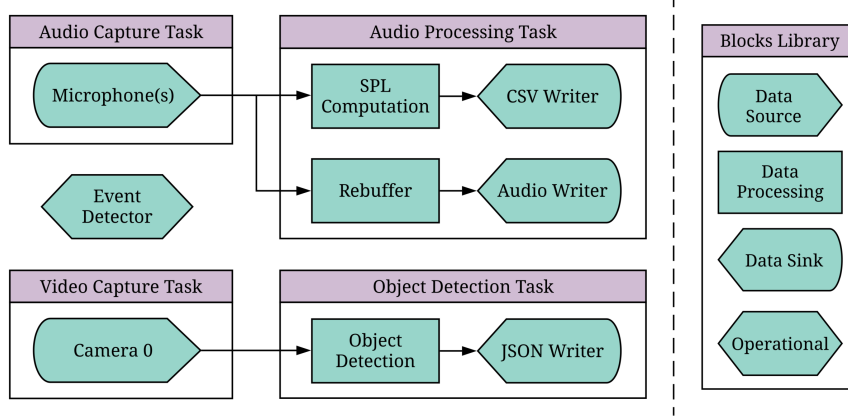 Audio Capture Task
Microphone(s)
Audio Processing Task
SPL
Computation
CSV Writer
Rebuffer
Audio Writer
Event
Detector
Video Capture Task
Camera 0
Object Detection Task
Object
Detection
JSON Writer
Blocks Library
Data
Source
Data
Processing
Data Sink
Operational